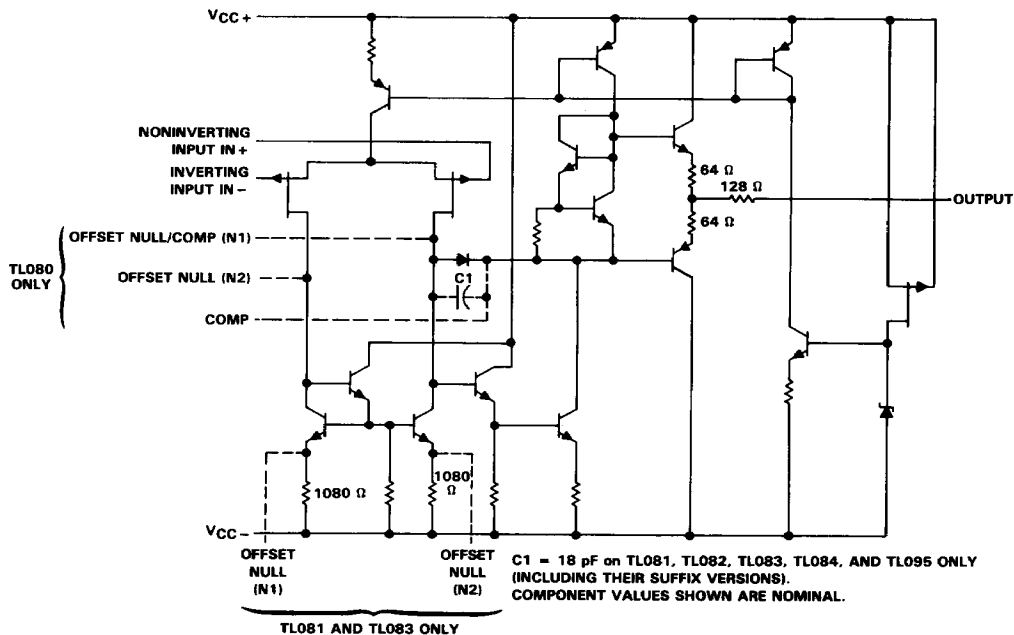 VCC+
NONINVERTING
INPUT IN+
INVERTING
INPUT IN−
64 Ω
128 Ω
OUTPUT
64 Ω
TL080
ONLY
OFFSET NULL/COMP (N1)
OFFSET NULL (N2)
C1
COMP
1080 Ω
1080
Ω
VCC−
OFFSET
NULL
(N1)
OFFSET
NULL
(N2)
C1 = 18 pF on TL081, TL082, TL083, TL084, AND TL095 ONLY
(INCLUDING THEIR SUFFIX VERSIONS).
COMPONENT VALUES SHOWN ARE NOMINAL.
TL081 AND TL083 ONLY